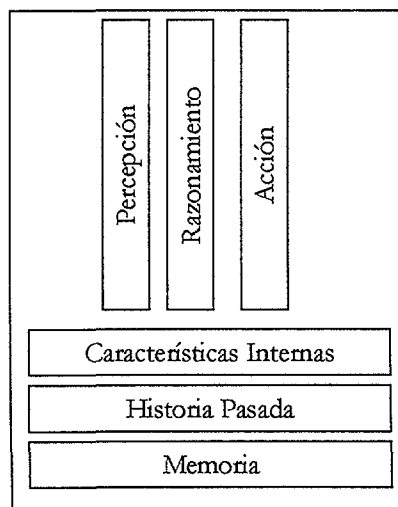 Percepción
Razonamiento
Acción
Características Internas
Historia Pasada
Memoria